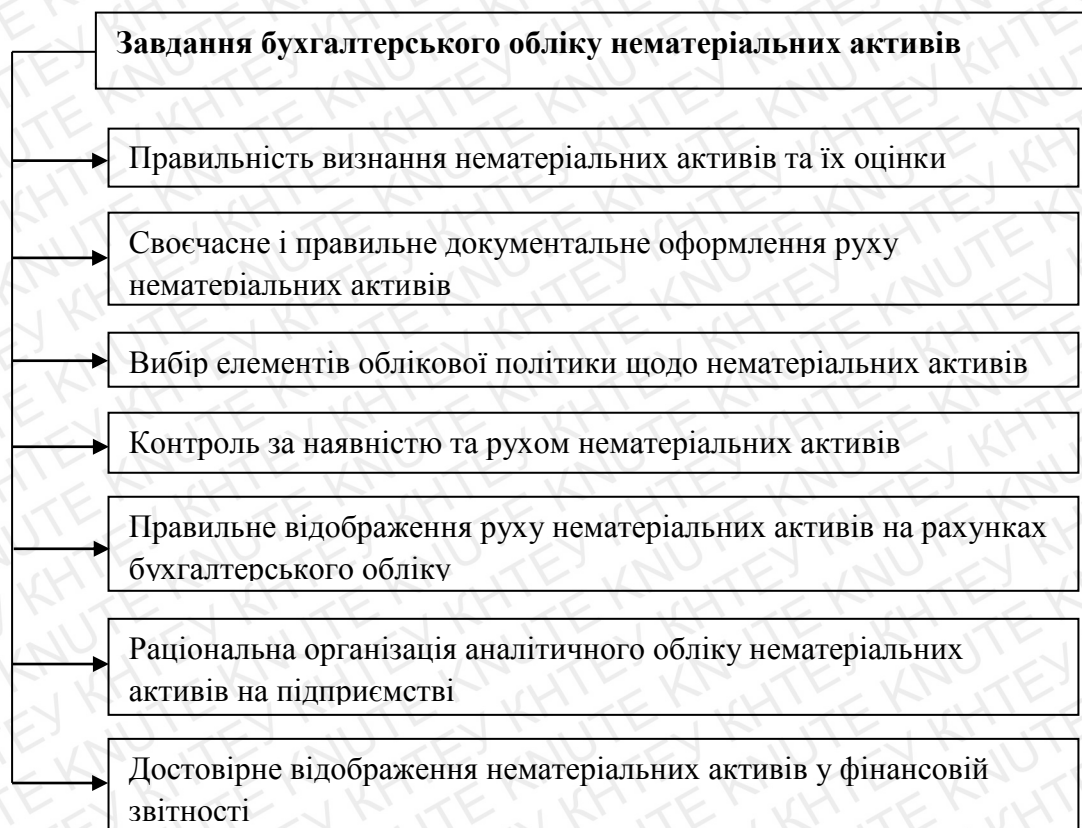 Завдання бухгалтерського обліку нематеріальних активів
Правильність визнання нематеріальних активів та їх оцінки
Своєчасне і правильне документальне оформлення руху
нематеріальних активів
Вибір елементів облікової політики щодо нематеріальних активів
Контроль за наявністю та рухом нематеріальних активів
Правильне відображення руху нематеріальних активів на рахунках
бухгалтерського обліку
Раціональна організація аналітичного обліку нематеріальних
активів на підприємстві
Достовірне відображення нематеріальних активів у фінансовій
звітності